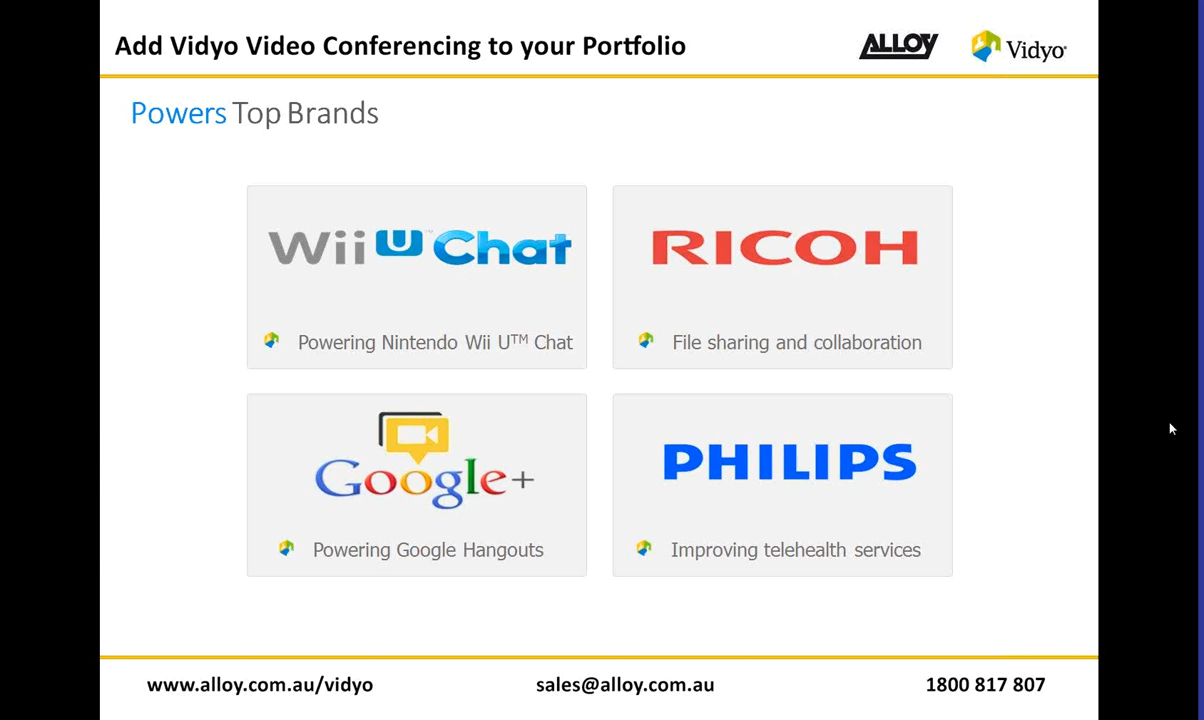 Add Vidyo Video Conferencing to your Portfolio
ALLOY
Vidyo
Powers Top Brands
Wii U™ Chat
RICOH
Powering Nintendo Wii U™ Chat
File sharing and collaboration
Google+
PHILIPS
Powering Google Hangouts
Improving telehealth services
www.alloy.com.au/vidyo
sales@alloy.com.au
1800 817 807